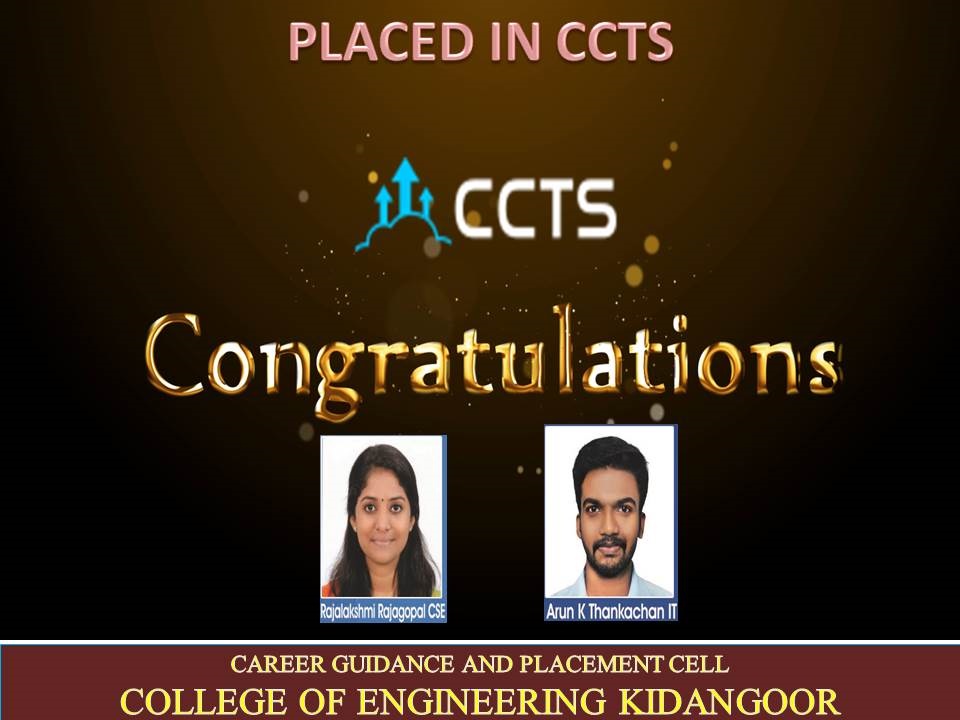 PLACED IN CCTS
CCTS
Congratulations
Rajalakshmi Rajagopal CSE
Arun K Thankachan IT
CAREER GUIDANCE AND PLACEMENT CELL
COLLEGE OF ENGINEERING KIDANGOOR